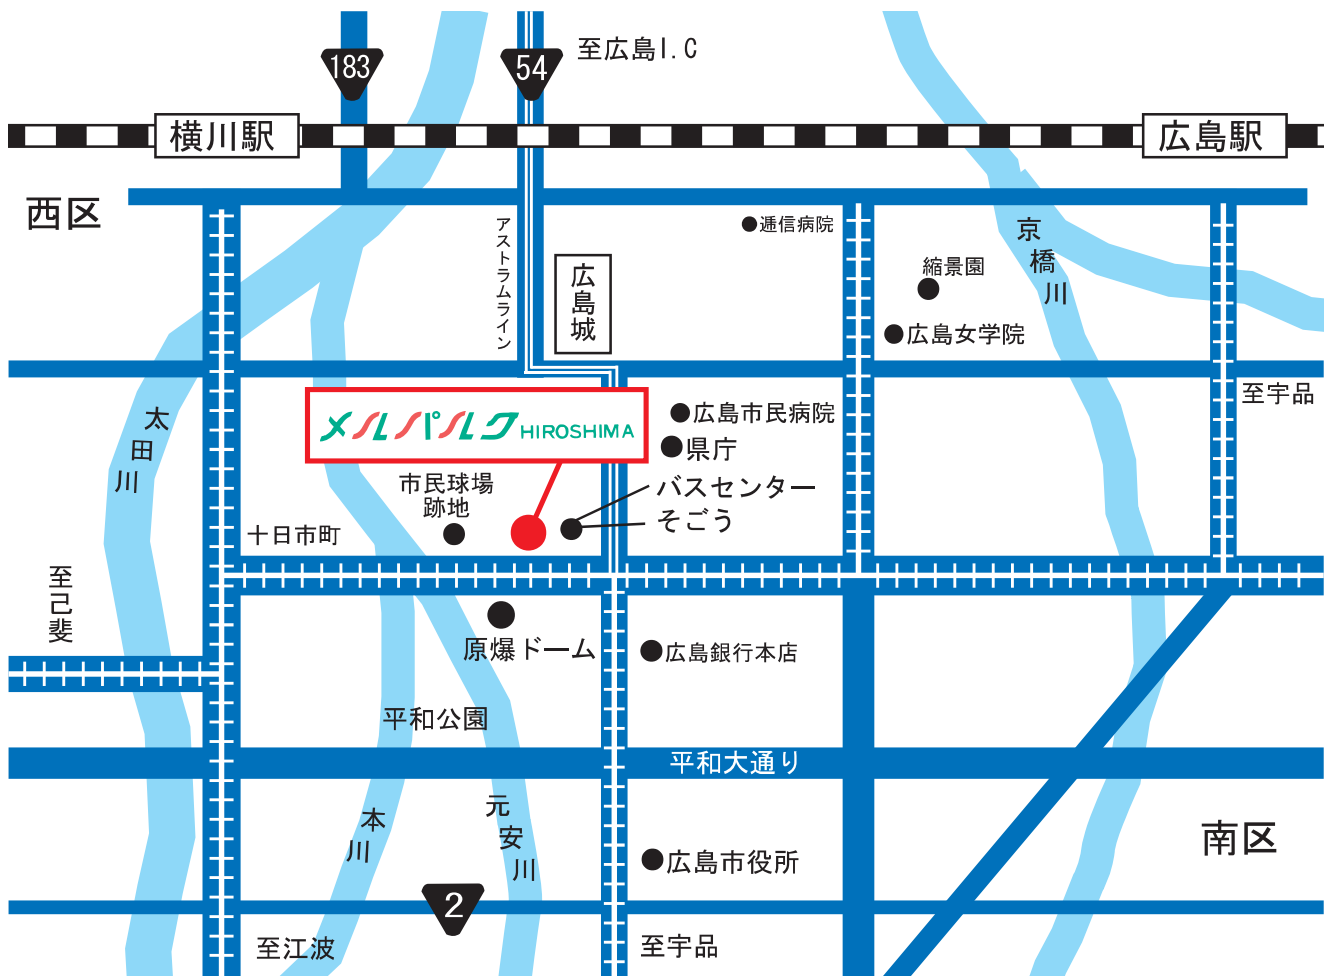 至広島I.C
183
54
横川駅
広島駅
西区
アストラムライン
広島城
逓信病院
縮景園
京橋川
広島女学院
至宇品
太田川
メルパルク HIROSHIMA
広島市民病院
県庁
市民球場
跡地
バスセンター
そごう
十日市町
至己斐
原爆ドーム
広島銀行本店
平和公園
平和大通り
本川
元安川
南区
広島市役所
2
至江波
至宇品